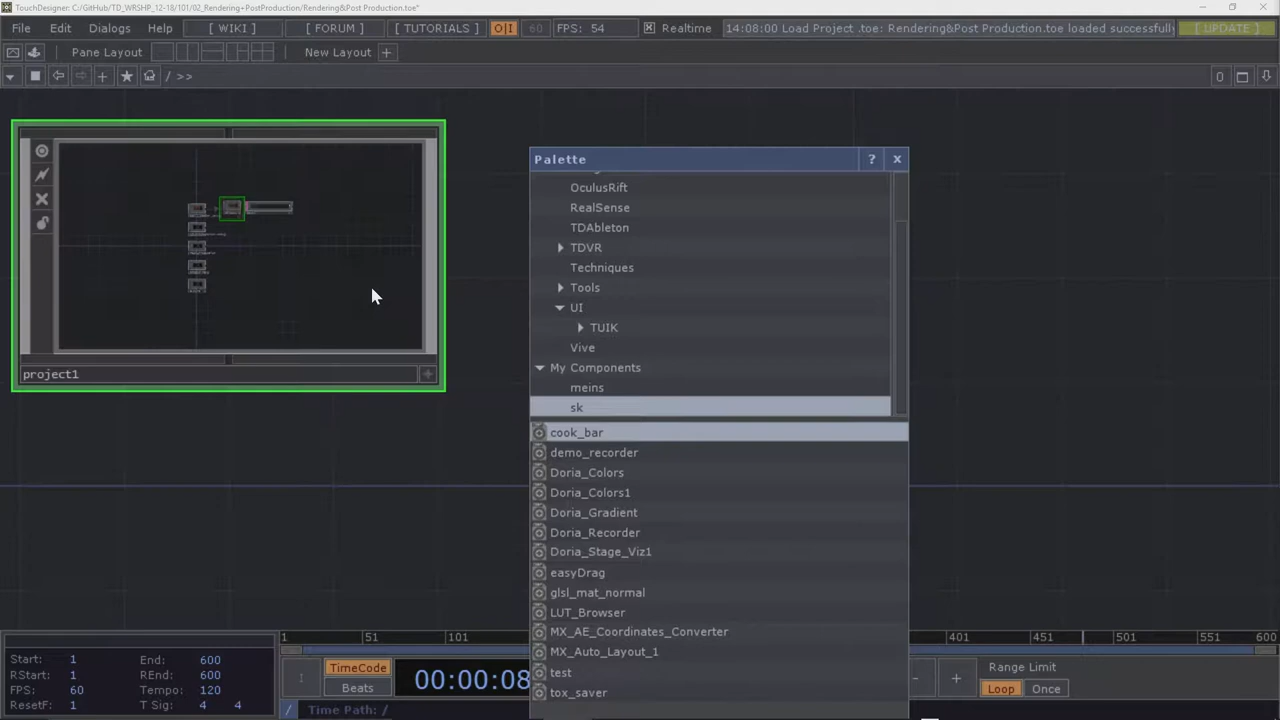 TouchDesigner: C:/GitHub/TD_WRSHP_12-18/101/02_Rendering+PostProduction/Rendering&Post Production.toe*
File Edit Dialogs Help [ WIKI ] [ FORUM ] [ TUTORIALS ] O|I 60 FPS: 54 Realtime 14:08:00 Load Project .toe: Rendering&Post Production.toe loaded successfull [ UPDATE ]
Pane Layout New Layout +
/ >> 0
Palette ? x
OculusRift
RealSense
TDAbleton
TDVR
Techniques
Tools
UI
TUIK
Vive
My Components
meins
sk
project1
cook_bar
demo_recorder
Doria_Colors
Doria_Colors1
Doria_Gradient
Doria_Recorder
Doria_Stage_Viz1
easyDrag
glsl_mat_normal
LUT_Browser
MX_AE_Coordinates_Converter
MX_Auto_Layout_1
test
tox_saver
1 51 101 401 451 501 551 600
Start: 1 End: 600
RStart: 1 REnd: 600
FPS: 60 Tempo: 120
ResetF: 1 T Sig: 4 4
TimeCode
Beats
1
00:00:08
- +
Range Limit
Loop Once
/ Time Path: /